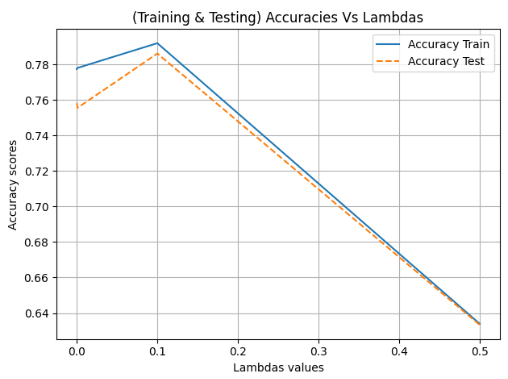 (Training & Testing) Accuracies Vs Lambdas
Accuracy Train
Accuracy Test
Accuracy scores
0.78
0.76
0.74
0.72
0.70
0.68
0.66
0.64
0.0 0.1 0.2 0.3 0.4 0.5
Lambdas values